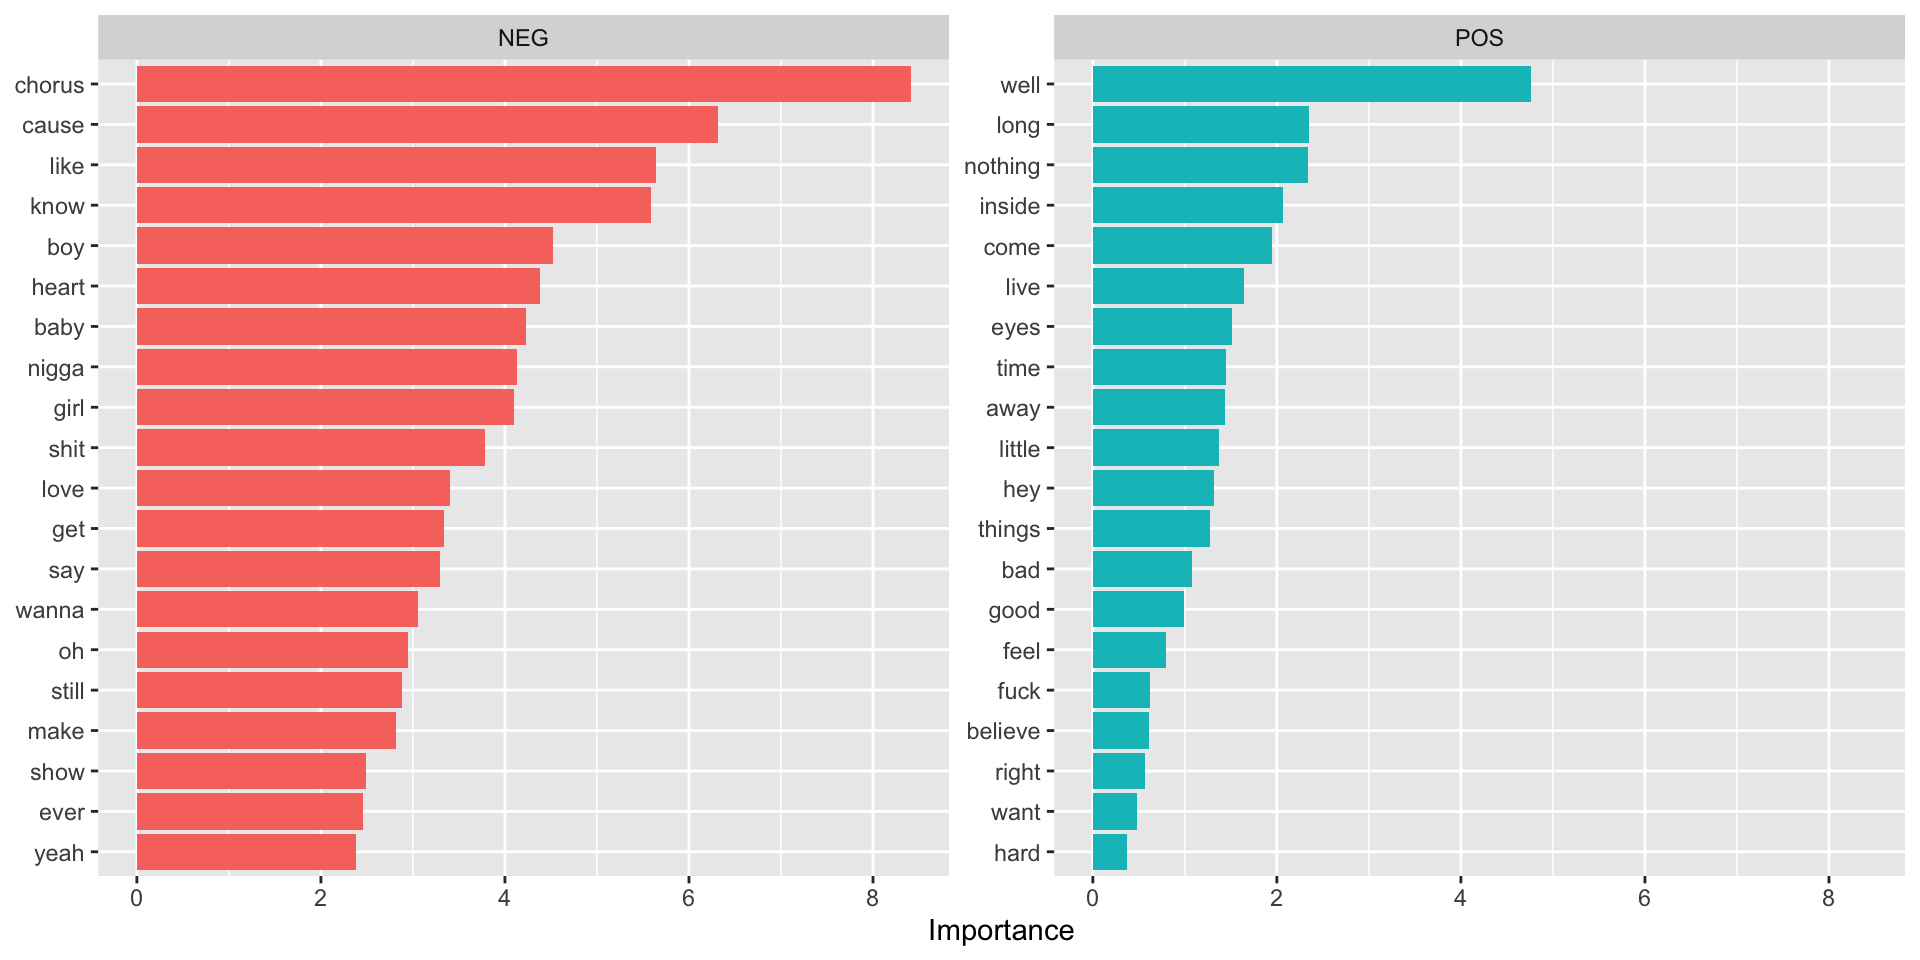 NEG
chorus
cause
like
know
boy
heart
baby
nigga
girl
shit
love
get
say
wanna
oh
still
make
show
ever
yeah
0 2 4 6 8
POS
well
long
nothing
inside
come
live
eyes
time
away
little
hey
things
bad
good
feel
fuck
believe
right
want
hard
0 2 4 6 8
Importance